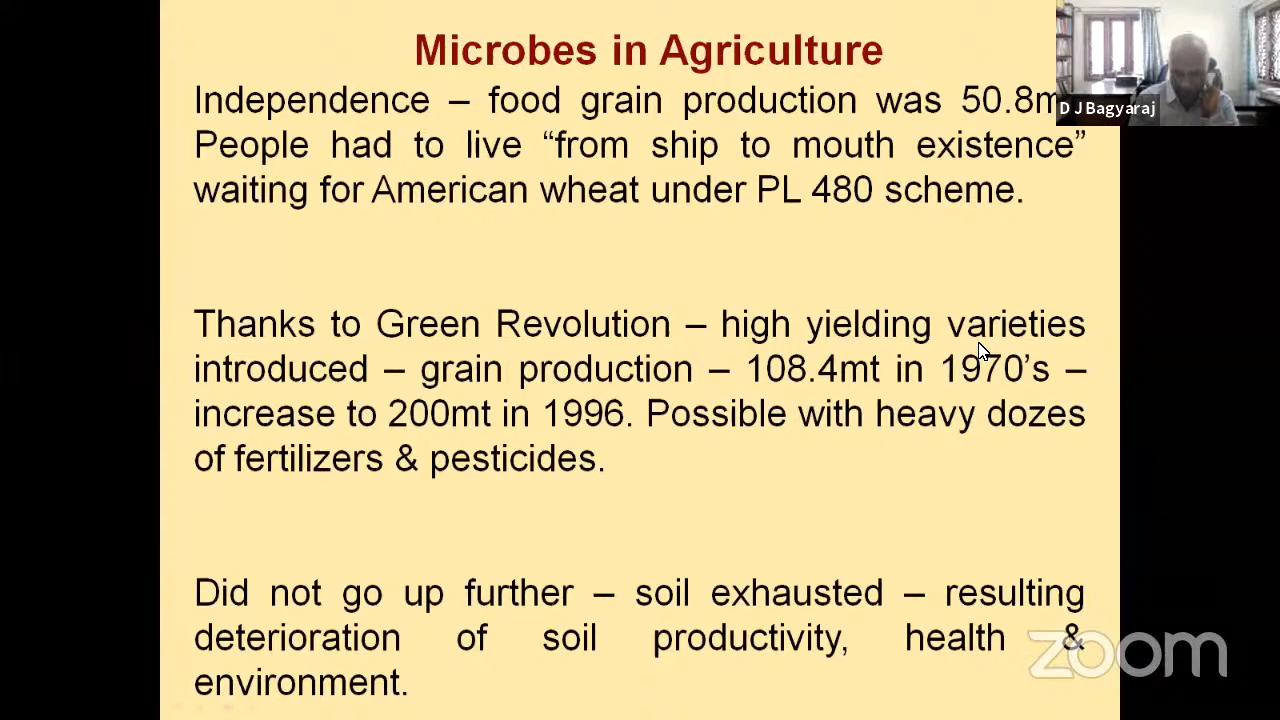 Microbes in Agriculture
Independence – food grain production was 50.8m
D J Bagyaraj
People had to live “from ship to mouth existence”
waiting for American wheat under PL 480 scheme.
Thanks to Green Revolution – high yielding varieties
introduced – grain production – 108.4mt in 1970’s –
increase to 200mt in 1996. Possible with heavy dozes
of fertilizers & pesticides.
Did not go up further – soil exhausted – resulting
deterioration of soil productivity, health &
environment.
zoom